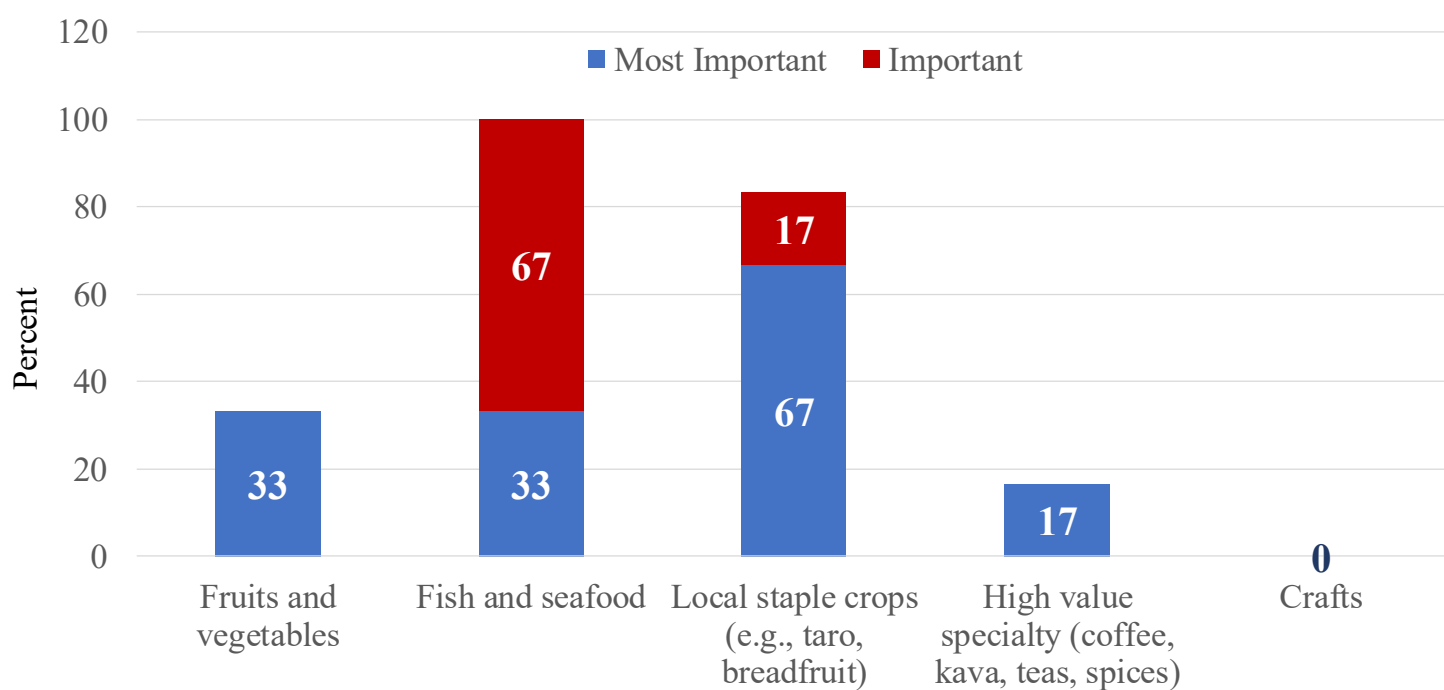 120
Most Important Important
100
80
60
40
20
0
Percent
67
33
33
17
67
17
0
Fruits and
vegetables
Fish and seafood
Local staple crops
(e.g., taro,
breadfruit)
High value
specialty (coffee,
kava, teas, spices)
Crafts